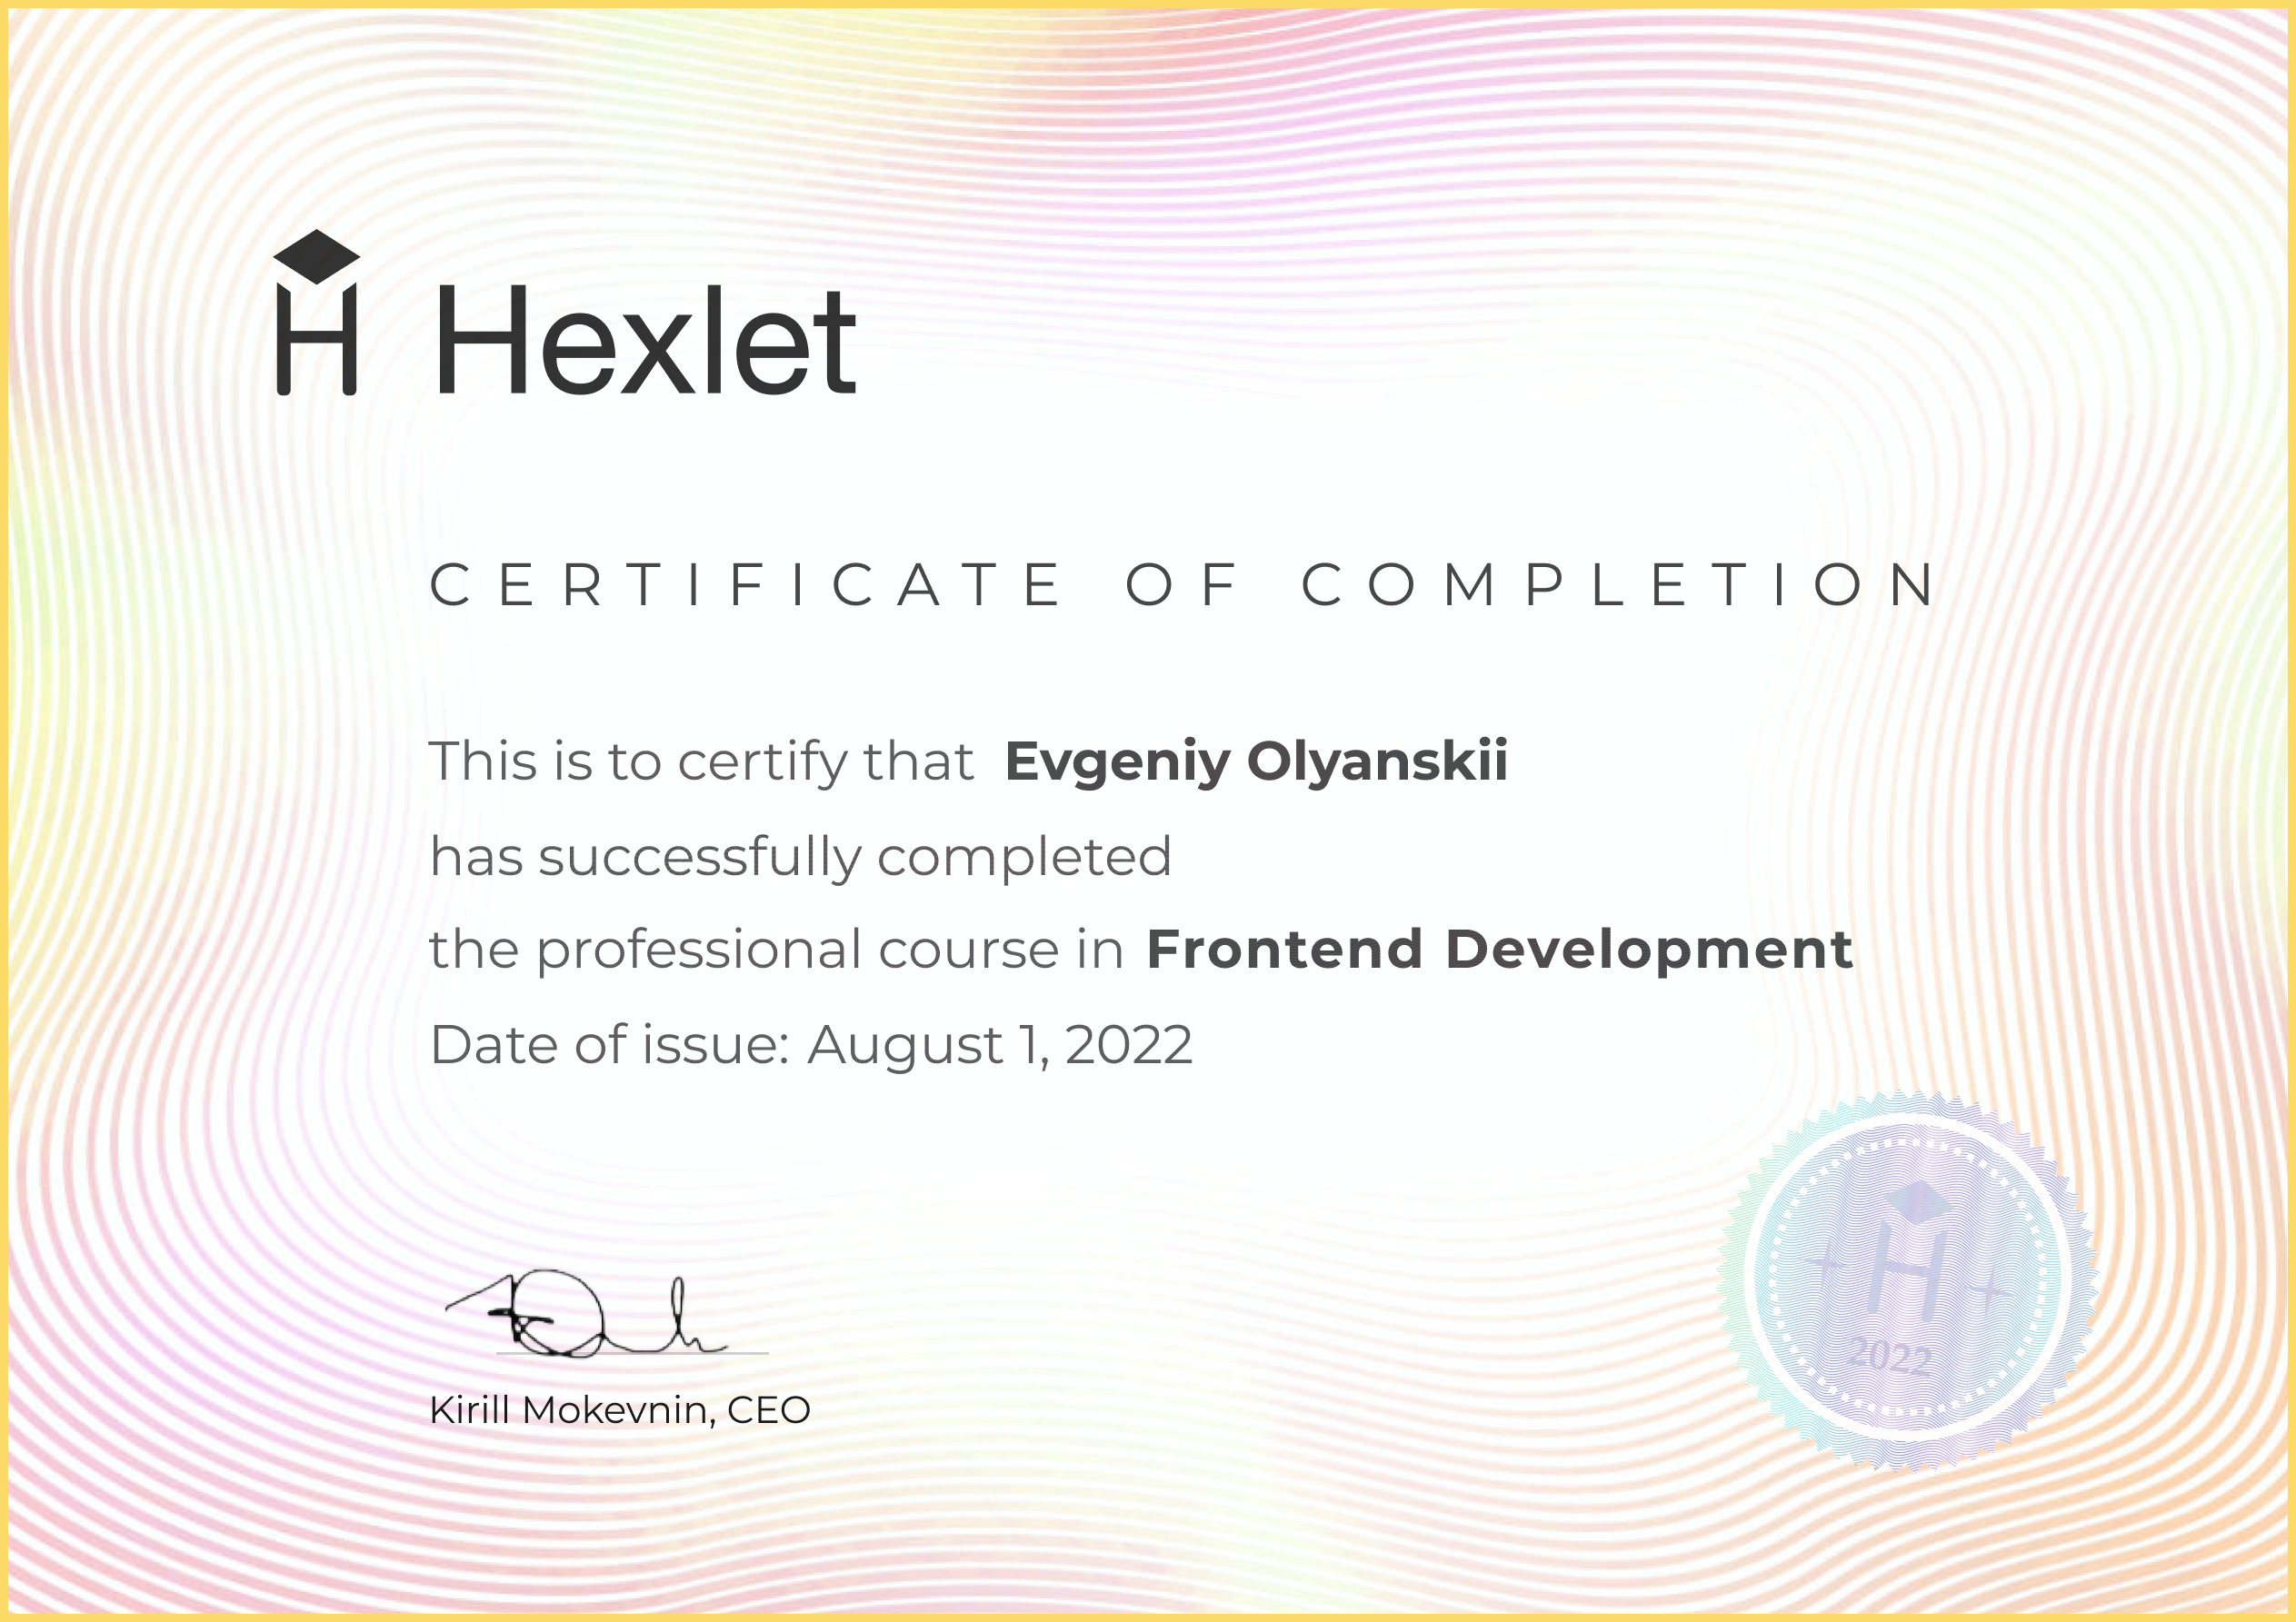 Hexlet
CERTIFICATE OF COMPLETION
This is to certify that Evgeniy Olyanskii
has successfully completed
the professional course in Frontend Development
Date of issue: August 1, 2022
H
2022
Kirill Mokevnin, CEO